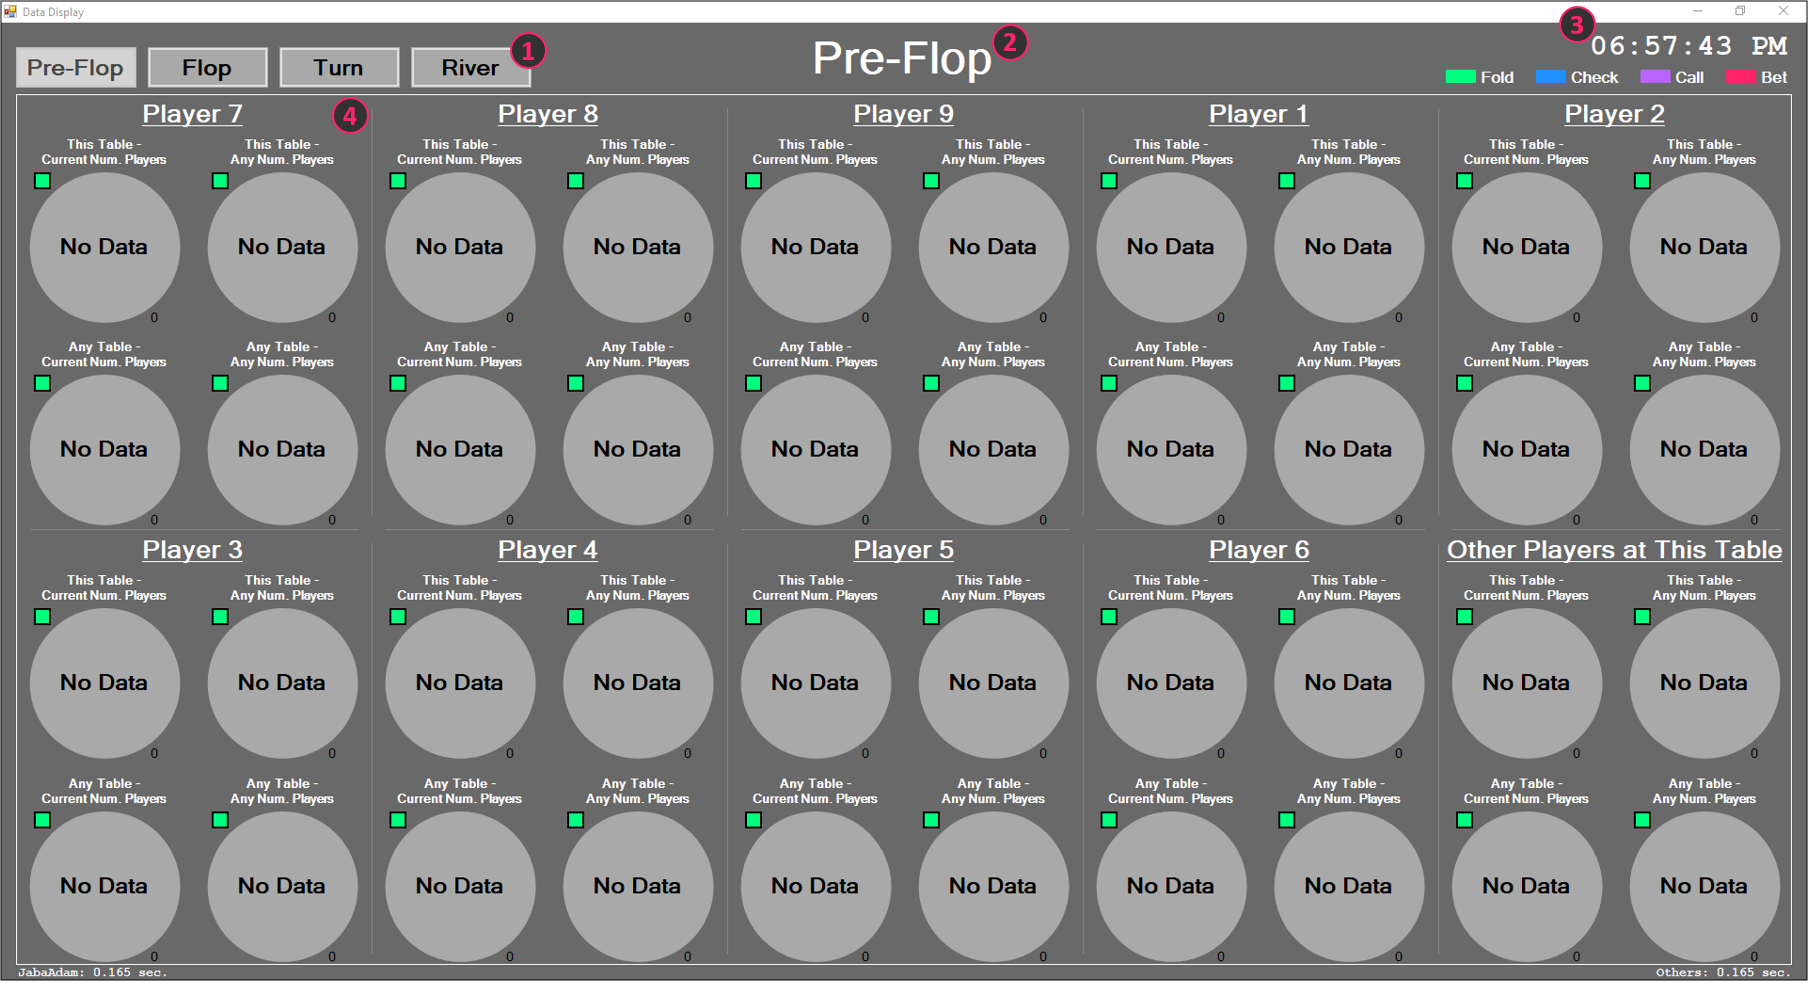 Data Display
Pre-Flop Flop Turn River 1
Pre-Flop 2
3
06:57:43 PM
Fold Check Call Bet
Player 7 4 Player 8 Player 9 Player 1 Player 2
This Table - This Table - This Table - This Table - This Table - This Table - This Table - This Table - This Table - This Table -
Current Num. Players Any Num. Players Current Num. Players Any Num. Players Current Num. Players Any Num. Players Current Num. Players Any Num. Players Current Num. Players Any Num. Players
No Data No Data No Data No Data No Data No Data No Data No Data No Data No Data
0 0 0 0 0 0 0 0 0 0
Any Table - Any Table - Any Table - Any Table - Any Table - Any Table - Any Table - Any Table - Any Table - Any Table -
Current Num. Players Any Num. Players Current Num. Players Any Num. Players Current Num. Players Any Num. Players Current Num. Players Any Num. Players Current Num. Players Any Num. Players
No Data No Data No Data No Data No Data No Data No Data No Data No Data No Data
0 0 0 0 0 0 0 0 0 0
Player 3 Player 4 Player 5 Player 6 Other Players at This Table
This Table - This Table - This Table - This Table - This Table - This Table - This Table - This Table - This Table - This Table -
Current Num. Players Any Num. Players Current Num. Players Any Num. Players Current Num. Players Any Num. Players Current Num. Players Any Num. Players Current Num. Players Any Num. Players
No Data No Data No Data No Data No Data No Data No Data No Data No Data No Data
0 0 0 0 0 0 0 0 0 0
Any Table - Any Table - Any Table - Any Table - Any Table - Any Table - Any Table - Any Table - Any Table - Any Table -
Current Num. Players Any Num. Players Current Num. Players Any Num. Players Current Num. Players Any Num. Players Current Num. Players Any Num. Players Current Num. Players Any Num. Players
No Data No Data No Data No Data No Data No Data No Data No Data No Data No Data
0 0 0 0 0 0 0 0 0 0
JabaAdam: 0.165 sec. Others: 0.165 sec.